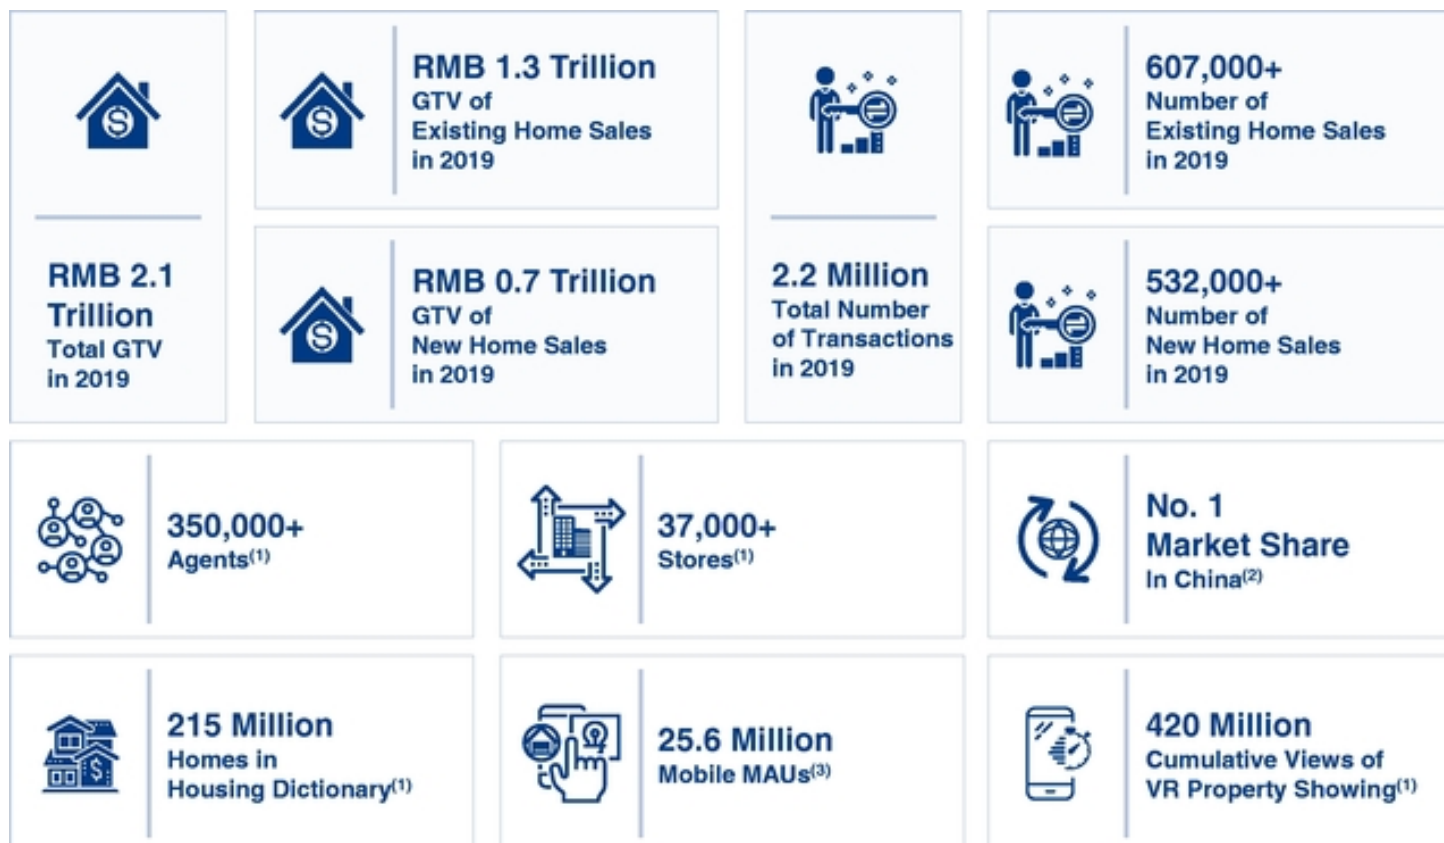 RMB 2.1
Trillion
Total GTV
in 2019
RMB 1.3 Trillion
GTV of
Existing Home Sales
in 2019
RMB 0.7 Trillion
GTV of
New Home Sales
in 2019
2.2 Million
Total Number
of Transactions
in 2019
607,000+
Number of
Existing Home Sales
in 2019
532,000+
Number of
New Home Sales
in 2019
350,000+
Agents(1)
37,000+
Stores(1)
No. 1
Market Share
In China(2)
215 Million
Homes in
Housing Dictionary(1)
25.6 Million
Mobile MAUs(3)
420 Million
Cumulative Views of
VR Property Showing(1)